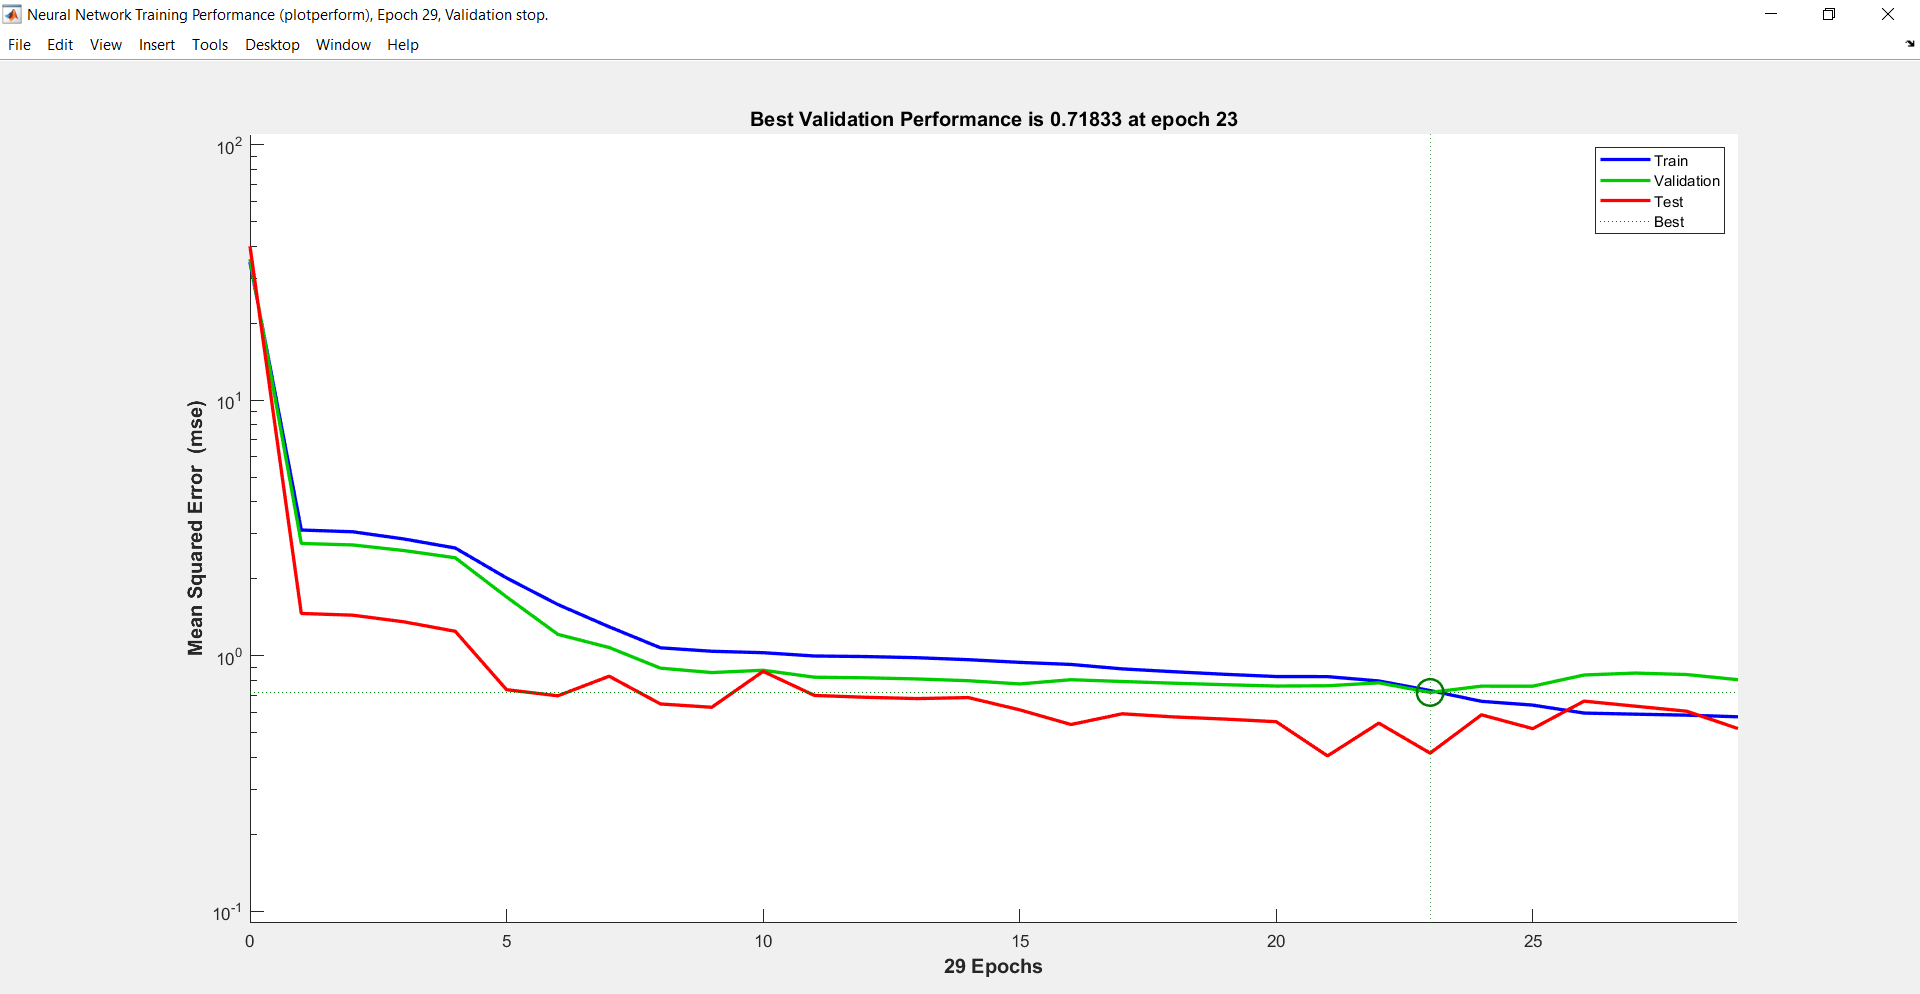 Neural Network Training Performance (plotperform), Epoch 29, Validation stop.
File Edit View Insert Tools Desktop Window Help
Best Validation Performance is 0.71833 at epoch 23
10²
10¹
10⁰
10⁻¹
Mean Squared Error (mse)
Train
Validation
Test
Best
0 5 10 15 20 25
29 Epochs